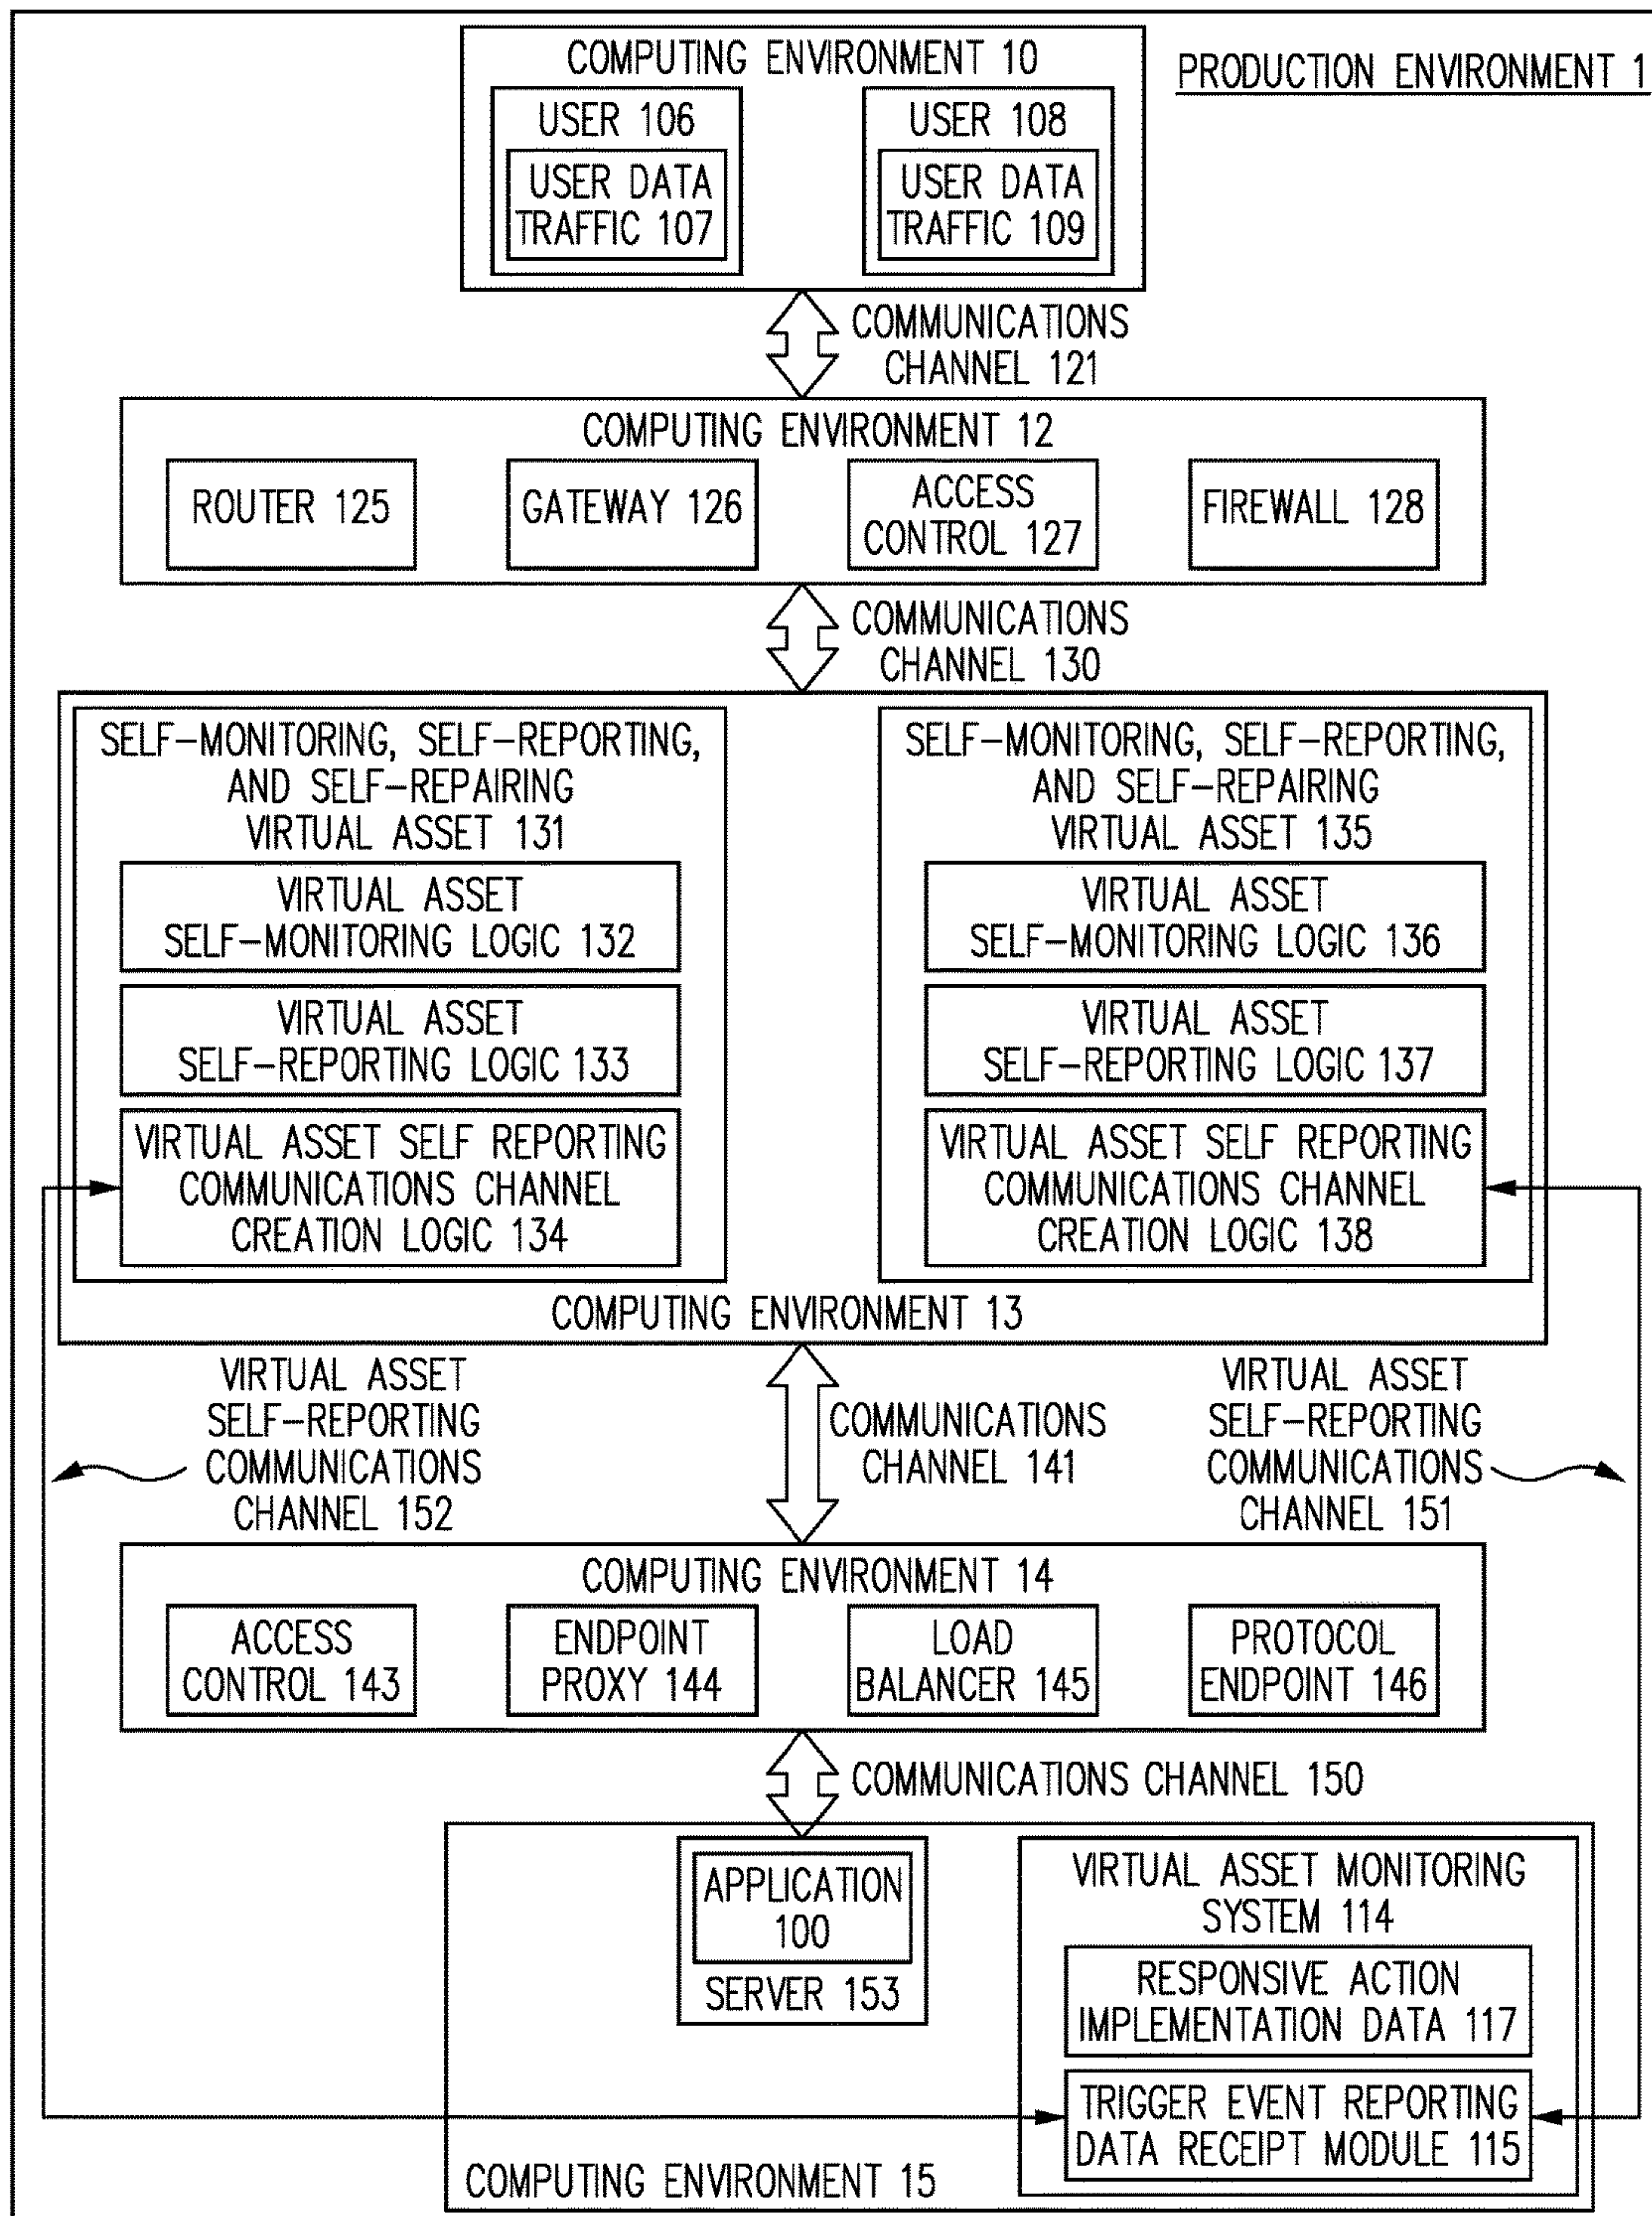 COMPUTING ENVIRONMENT 10
PRODUCTION ENVIRONMENT 1
USER 106
USER DATA
TRAFFIC 107
USER 108
USER DATA
TRAFFIC 109
COMMUNICATIONS
CHANNEL 121
COMPUTING ENVIRONMENT 12
ROUTER 125
GATEWAY 126
ACCESS
CONTROL 127
FIREWALL 128
COMMUNICATIONS
CHANNEL 130
SELF-MONITORING, SELF-REPORTING,
AND SELF-REPAIRING
VIRTUAL ASSET 131
VIRTUAL ASSET
SELF-MONITORING LOGIC 132
VIRTUAL ASSET
SELF-REPORTING LOGIC 133
VIRTUAL ASSET SELF REPORTING
COMMUNICATIONS CHANNEL
CREATION LOGIC 134
SELF-MONITORING, SELF-REPORTING,
AND SELF-REPAIRING
VIRTUAL ASSET 135
VIRTUAL ASSET
SELF-MONITORING LOGIC 136
VIRTUAL ASSET
SELF-REPORTING LOGIC 137
VIRTUAL ASSET SELF REPORTING
COMMUNICATIONS CHANNEL
CREATION LOGIC 138
COMPUTING ENVIRONMENT 13
VIRTUAL ASSET
SELF-REPORTING
COMMUNICATIONS
CHANNEL 152
COMMUNICATIONS
CHANNEL 141
VIRTUAL ASSET
SELF-REPORTING
COMMUNICATIONS
CHANNEL 151
COMPUTING ENVIRONMENT 14
ACCESS
CONTROL 143
ENDPOINT
PROXY 144
LOAD
BALANCER 145
PROTOCOL
ENDPOINT 146
COMMUNICATIONS CHANNEL 150
APPLICATION
100
SERVER 153
VIRTUAL ASSET MONITORING
SYSTEM 114
RESPONSIVE ACTION
IMPLEMENTATION DATA 117
TRIGGER EVENT REPORTING
DATA RECEIPT MODULE 115
COMPUTING ENVIRONMENT 15